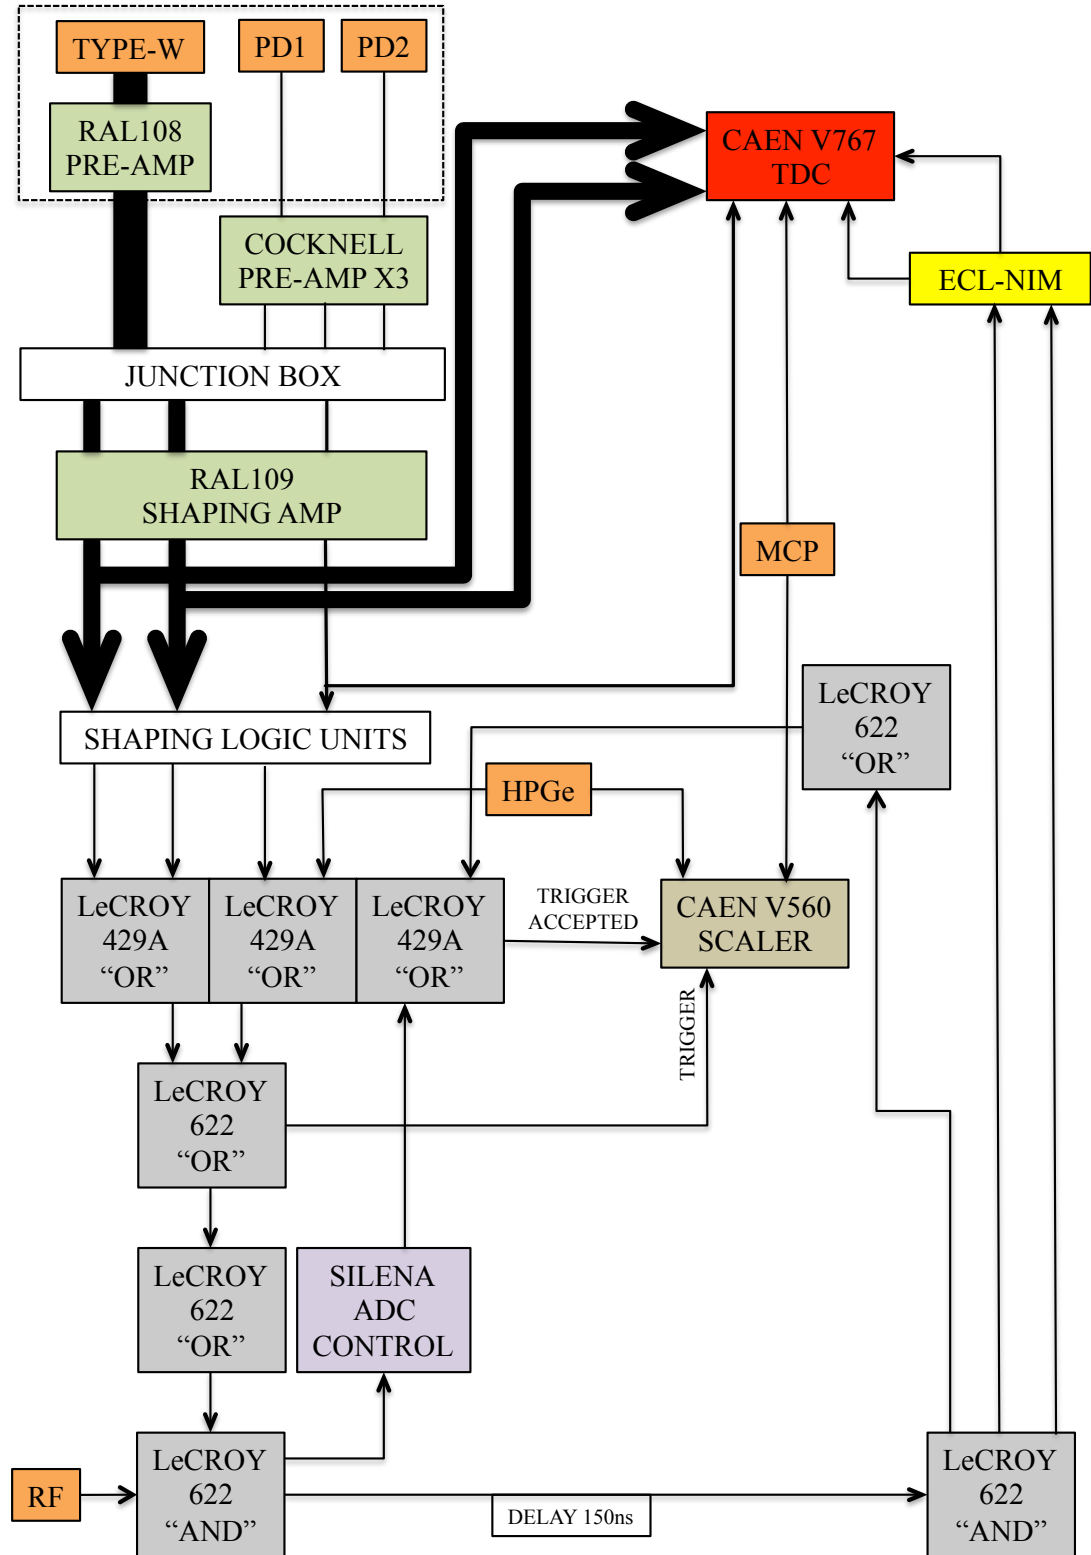 TYPE-W
PD1
PD2
RAL108
PRE-AMP
CAEN V767
TDC
COCKNELL
PRE-AMP X3
ECL-NIM
JUNCTION BOX
RAL109
SHAPING AMP
MCP
LeCROY
622
“OR”
SHAPING LOGIC UNITS
HPGe
LeCROY
429A
“OR”
LeCROY
429A
“OR”
LeCROY
429A
“OR”
TRIGGER
ACCEPTED
CAEN V560
SCALER
TRIGGER
LeCROY
622
“OR”
LeCROY
622
“OR”
SILENA
ADC
CONTROL
RF
LeCROY
622
“AND”
DELAY 150ns
LeCROY
622
“AND”